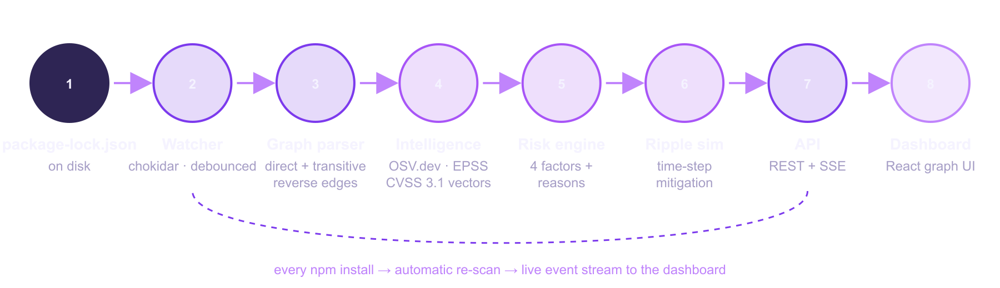 1
2
3
4
5
6
7
8
package-lock.json
on disk
Watcher
chokidar · debounced
Graph parser
direct + transitive
reverse edges
Intelligence
OSV.dev · EPSS
CVSS 3.1 vectors
Risk engine
4 factors +
reasons
Ripple sim
time-step
mitigation
API
REST + SSE
Dashboard
React graph UI
every npm install → automatic re-scan → live event stream to the dashboard